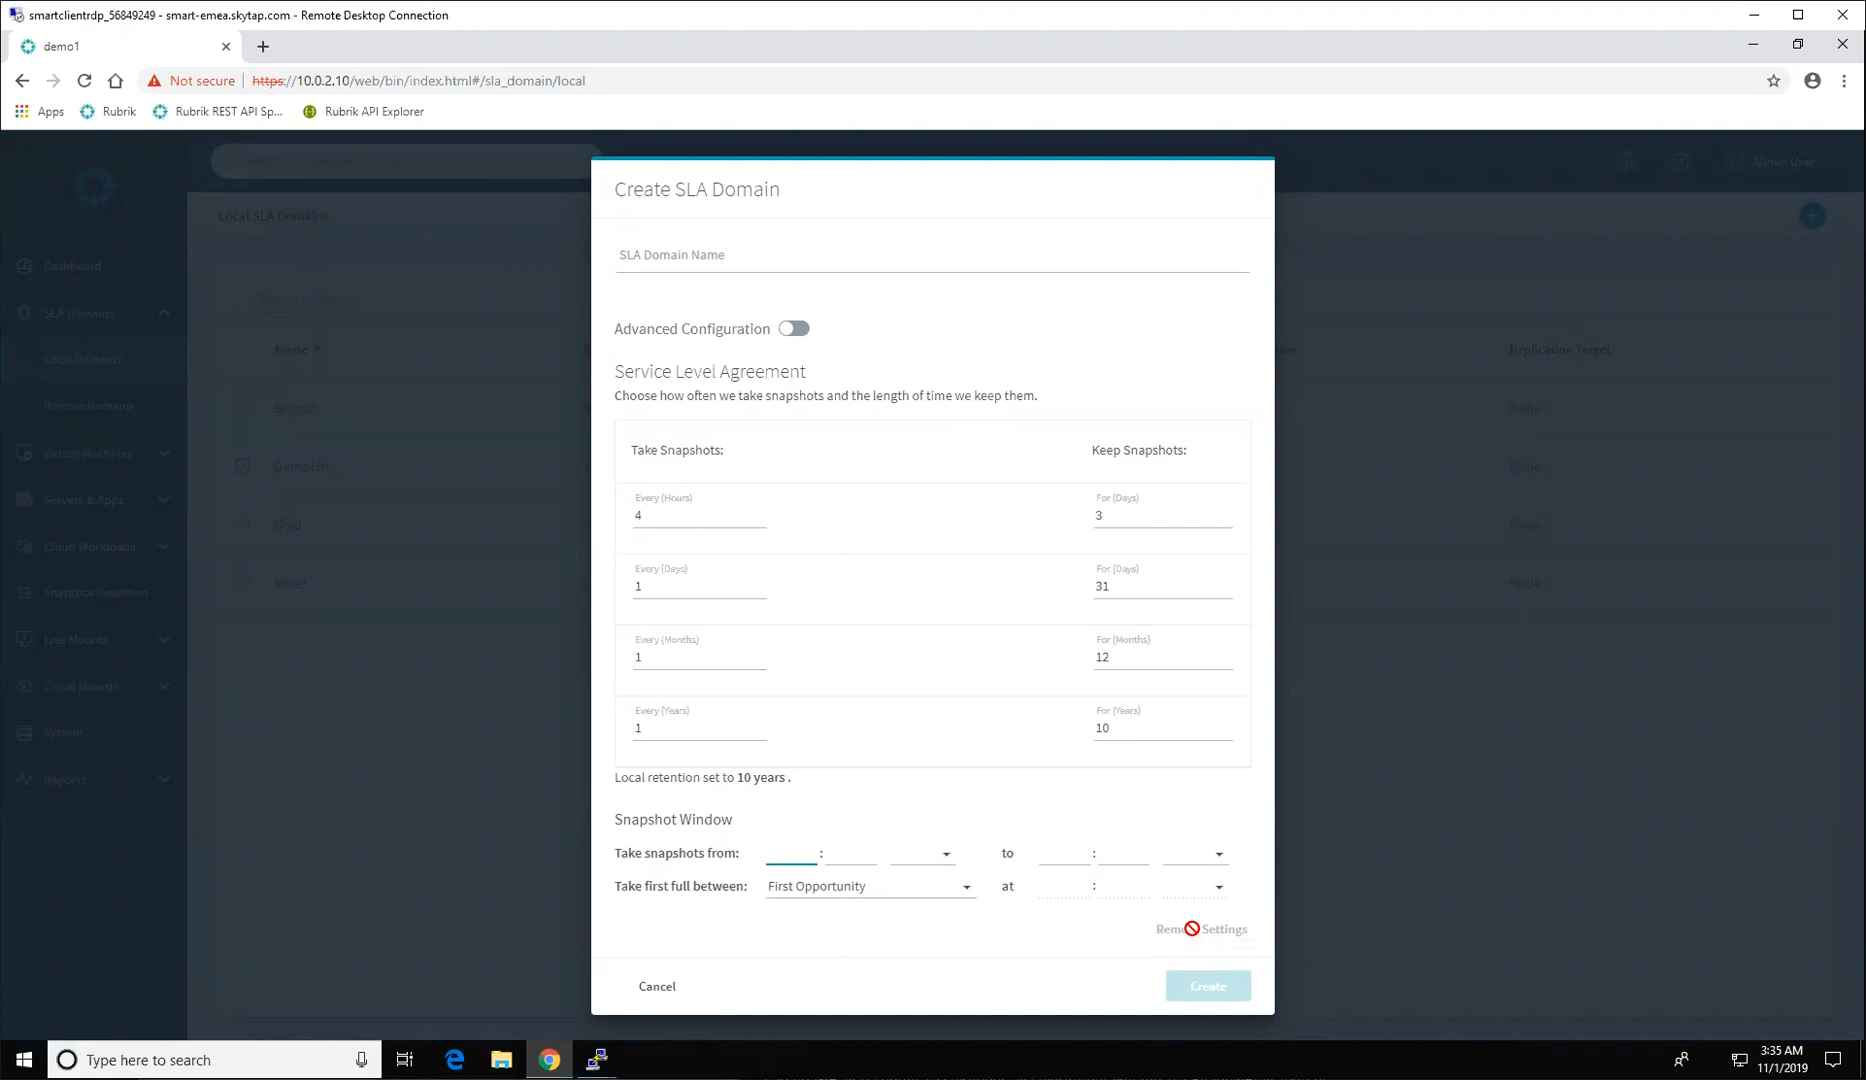 smartclientrdp_56849249 - smart-emea.skytap.com - Remote Desktop Connection
demo1
Not secure
https://10.0.2.10/web/bin/index.html#/sla_domain/local
Apps
Rubrik
Rubrik REST API Sp...
Rubrik API Explorer
Admin User
Create SLA Domain
Local SLA Domains
SLA Domain Name
Dashboard
SLA Domains
Advanced Configuration
Name
Replication Target
Local Domains
Service Level Agreement
Choose how often we take snapshots and the length of time we keep them.
Remote Domains
Bronze
None
Take Snapshots:
Keep Snapshots:
Virtual Machines
None
Every (Hours)
For (Days)
4
3
Servers & Apps
Gold
None
Cloud Workloads
Every (Days)
For (Days)
1
31
Silver
None
Snapshot Retention
Live Mounts
Every (Months)
For (Months)
1
12
Cloud Mounts
Every (Years)
For (Years)
1
10
System
Reports
Local retention set to 10 years .
Snapshot Window
Take snapshots from:
:
to
:
Take first full between:
First Opportunity
at
:
Settings
Cancel
Create
Type here to search
3:35 AM
11/1/2019